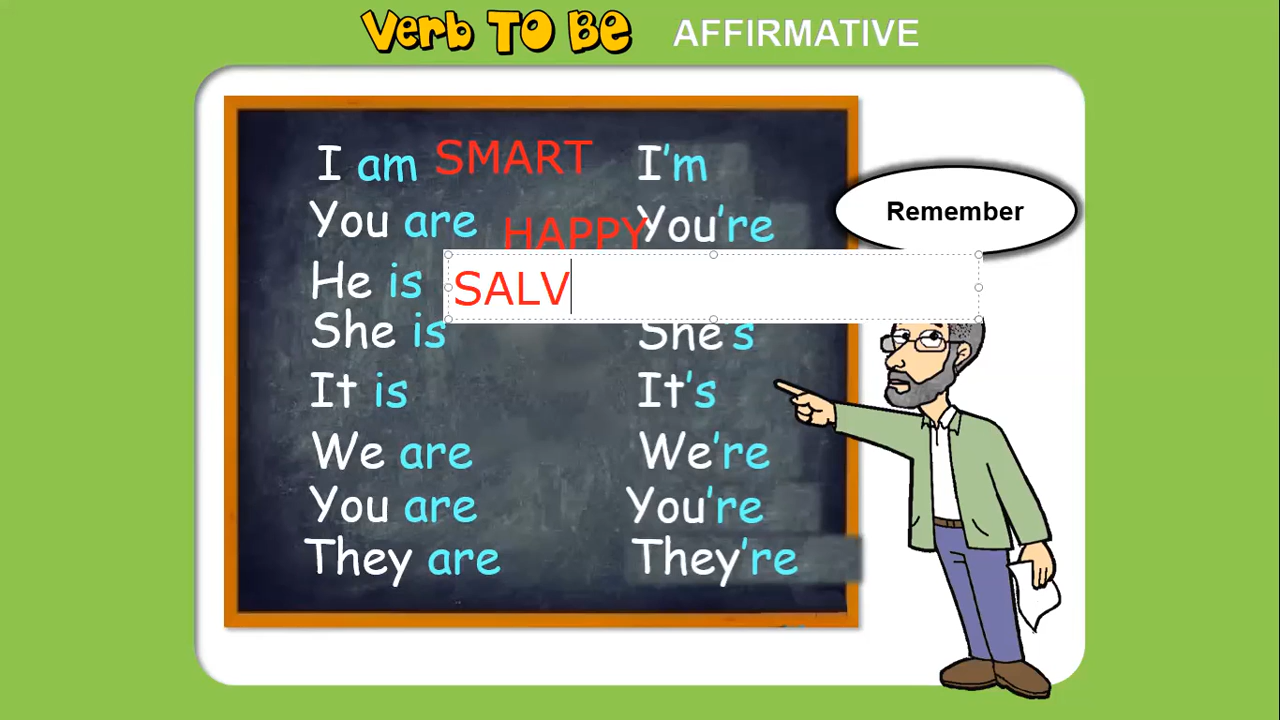 Verb TO BE AFFIRMATIVE
I am SMART I'm
You are HAPPY You're
Remember
He is SALV
She is She's
It is It's
We are We're
You are You're
They are They're